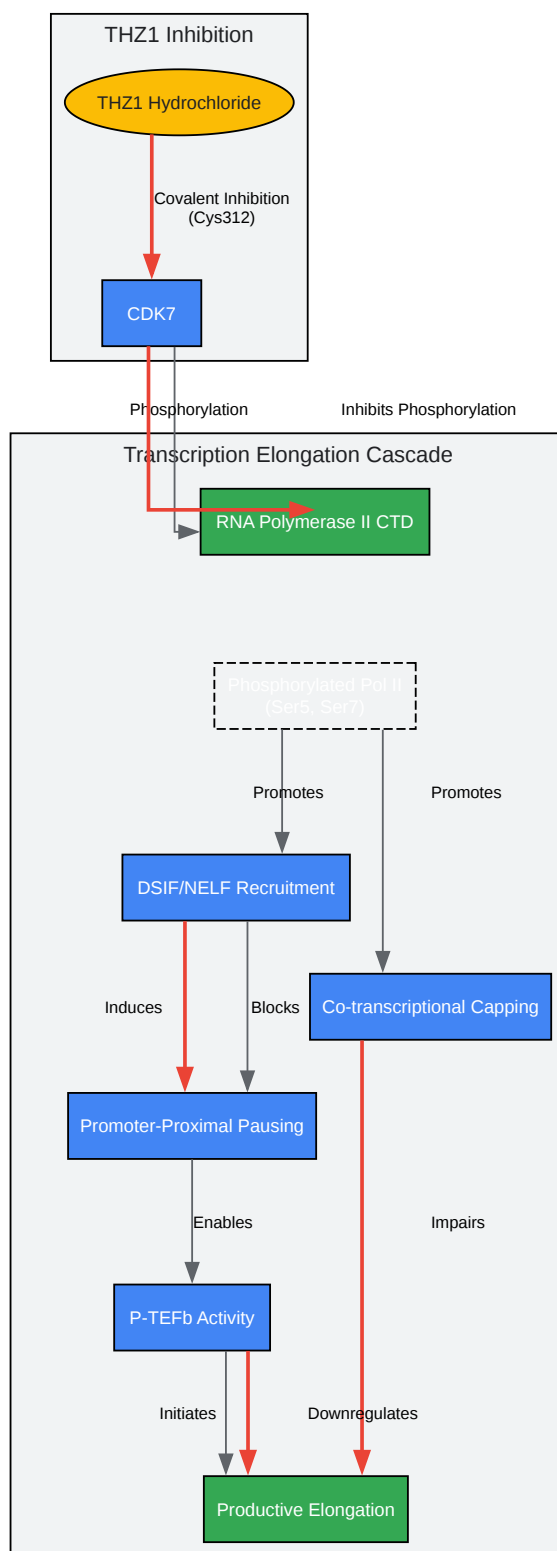 THZ1 Inhibition
THZ1 Hydrochloride
Covalent Inhibition
(Cys312)
CDK7
Phosphorylation
Inhibits Phosphorylation
Transcription Elongation Cascade
RNA Polymerase II CTD
Phosphorylated Pol II
(Ser5, Ser7)
Promotes
Promotes
DSIF/NELF Recruitment
Co-transcriptional Capping
Induces
Blocks
Promoter-Proximal Pausing
Enables
Impairs
P-TEFb Activity
Initiates
Downregulates
Productive Elongation